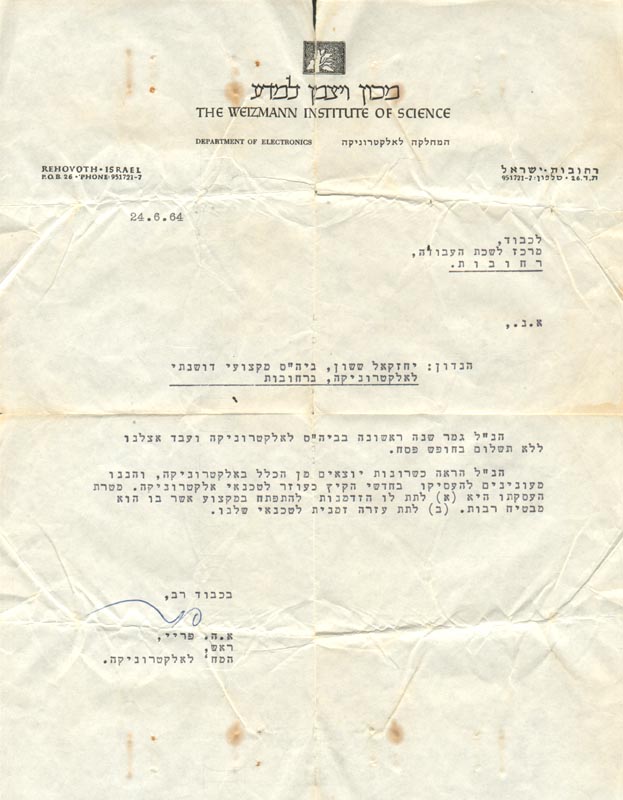 מכון ויצמן למדע
THE WEIZMANN INSTITUTE OF SCIENCE
DEPARTMENT OF ELECTRONICS המחלקה לאלקטרוניקה
REHOVOTH • ISRAEL
P.O.B. 26 • PHONE: 951721-7
רחובות • ישראל
ת.ד. 26 • טלפון: 951721-7
24.6.64
לכבוד,
מרכז לשכת העבודה,
ר ח ו ב ו ת.
א.נ.,
הנדון: יחזקאל ששון, ביה"ס מקצועי דושנתי
לאלקטרוניקה, ברחובות
הנ"ל גמר שנה ראשונה בביה"ס לאלקטרוניקה ועבד אצלנו
ללא תשלום בחופש פסח.
הנ"ל הראה כשרונות יוצאים מן הכלל באלקטרוניקה, והננו
מעונינים להעסיקו בחדשי הקיץ כעוזר לטכנאי אלקטרוניקה. מטרת
העסקתו היא (א) לתת לו הזדמנות להתפתח במקצוע אשר בו הוא
מבטיח רבות. (ב) לתת עזרה זמנית לטכנאי שלנו.
בכבוד רב,
א.ה. פריי,
ראש,
המח' לאלקטרוניקה.